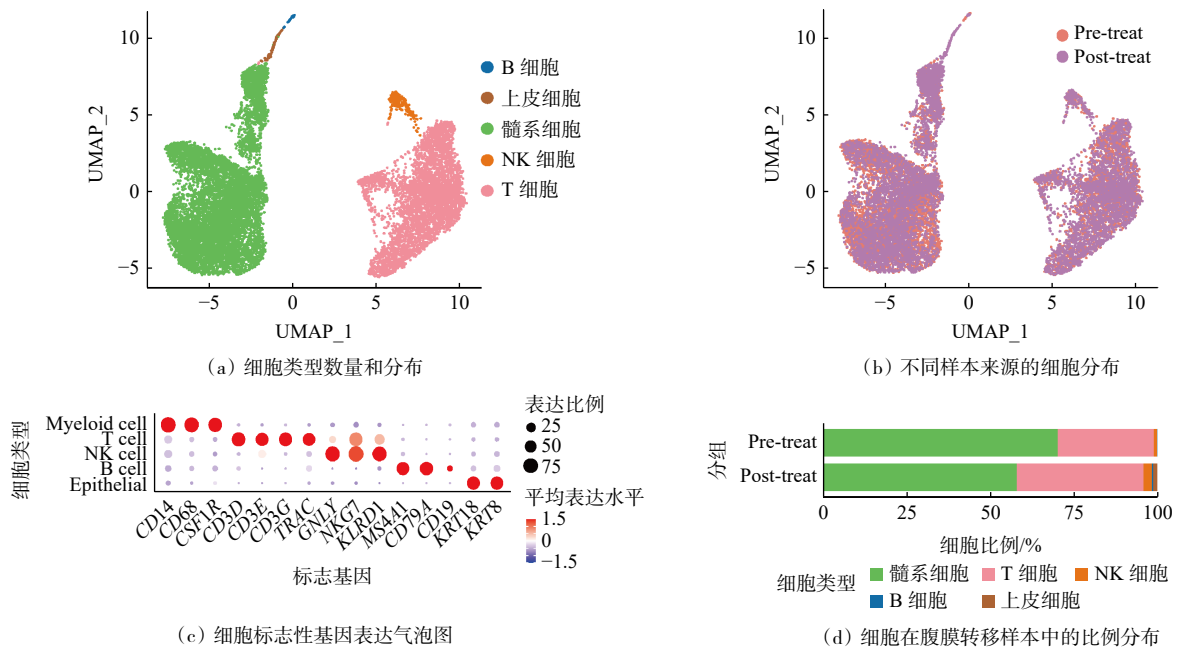 10
5
0
−5
UMAP_2
−5
0
5
10
UMAP_1
B 细胞
上皮细胞
髓系细胞
NK 细胞
T 细胞
(a) 细胞类型数量和分布
10
5
0
−5
UMAP_2
−5
0
5
10
UMAP_1
Pre-treat
Post-treat
(b) 不同样本来源的细胞分布
细胞类型
Myeloid cell
T cell
NK cell
B cell
Epithelial
CD14
CD68
CSF1R
CD3D
CD3E
CD3G
TRAC
GNLY
NKG7
KLRD1
MS4A1
CD79A
CD19
KRT18
KRT8
标志基因
表达比例
25
50
75
平均表达水平
1.5
0
−1.5
(c) 细胞标志性基因表达气泡图
分组
Pre-treat
Post-treat
0
25
50
75
100
细胞比例/%
细胞类型
髓系细胞
T 细胞
NK 细胞
B 细胞
上皮细胞
(d) 细胞在腹膜转移样本中的比例分布